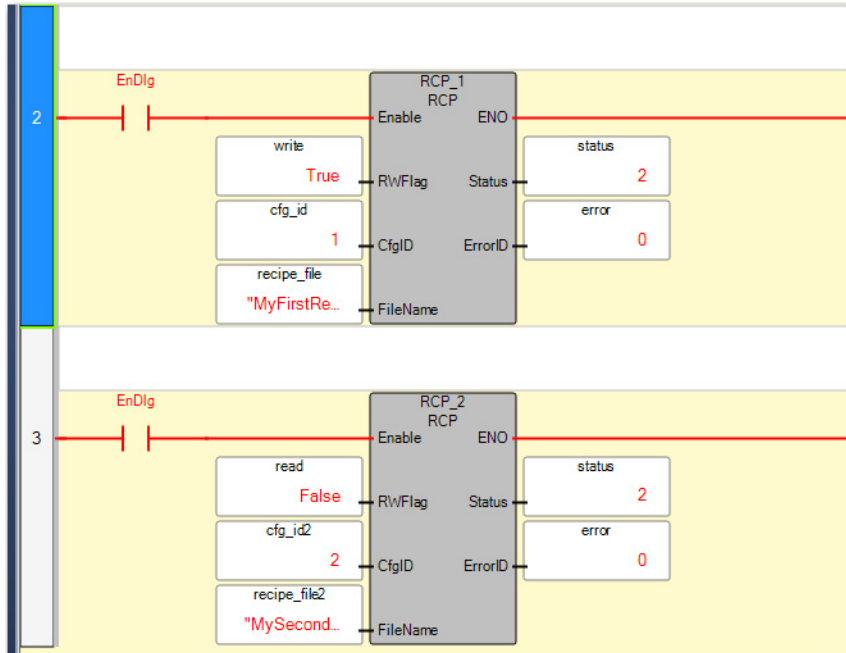 EnDlg
RCP_1
RCP
2
Enable ENO
write
True
RWFlag
Status
status
2
cfg_id
1
CfgID
ErrorID
error
0
recipe_file
"MyFirstRe...
FileName
EnDlg
RCP_2
RCP
3
Enable ENO
read
False
RWFlag
Status
status
2
cfg_id2
2
CfgID
ErrorID
error
0
recipe_file2
"MySecond...
FileName